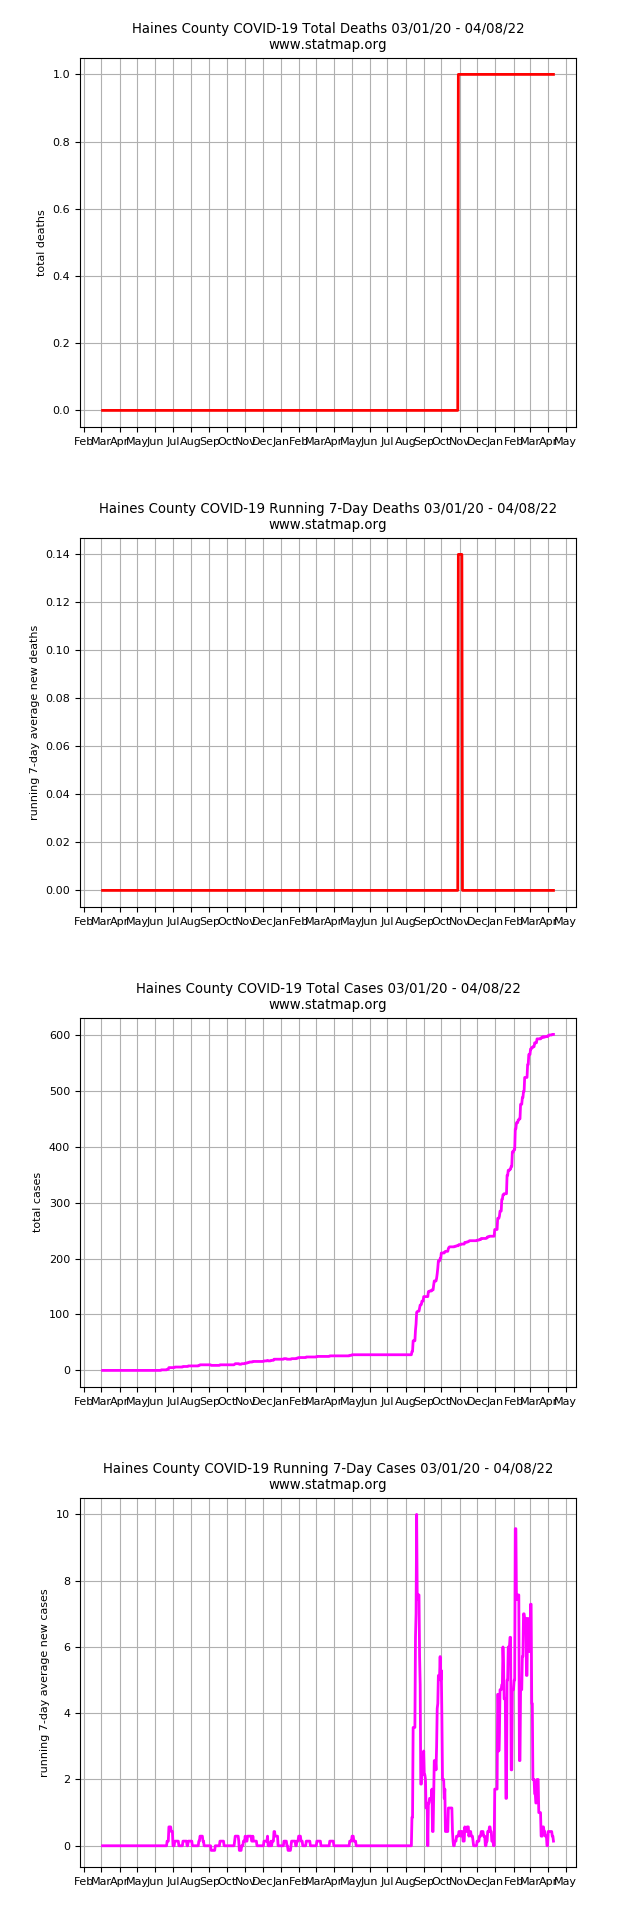 Haines County COVID-19 Total Deaths 03/01/20 - 04/08/22
www.statmap.org
1.0
0.8
0.6
0.4
0.2
0.0
total deaths
Feb Mar Apr May Jun Jul Aug Sep Oct Nov Dec Jan Feb Mar Apr May Jun Jul Aug Sep Oct Nov Dec Jan Feb Mar Apr May
Haines County COVID-19 Running 7-Day Deaths 03/01/20 - 04/08/22
www.statmap.org
0.14
0.12
0.10
0.08
0.06
0.04
0.02
0.00
running 7-day average new deaths
Feb Mar Apr May Jun Jul Aug Sep Oct Nov Dec Jan Feb Mar Apr May Jun Jul Aug Sep Oct Nov Dec Jan Feb Mar Apr May
Haines County COVID-19 Total Cases 03/01/20 - 04/08/22
www.statmap.org
600
500
400
300
200
100
0
total cases
Feb Mar Apr May Jun Jul Aug Sep Oct Nov Dec Jan Feb Mar Apr May Jun Jul Aug Sep Oct Nov Dec Jan Feb Mar Apr May
Haines County COVID-19 Running 7-Day Cases 03/01/20 - 04/08/22
www.statmap.org
10
8
6
4
2
0
running 7-day average new cases
Feb Mar Apr May Jun Jul Aug Sep Oct Nov Dec Jan Feb Mar Apr May Jun Jul Aug Sep Oct Nov Dec Jan Feb Mar Apr May